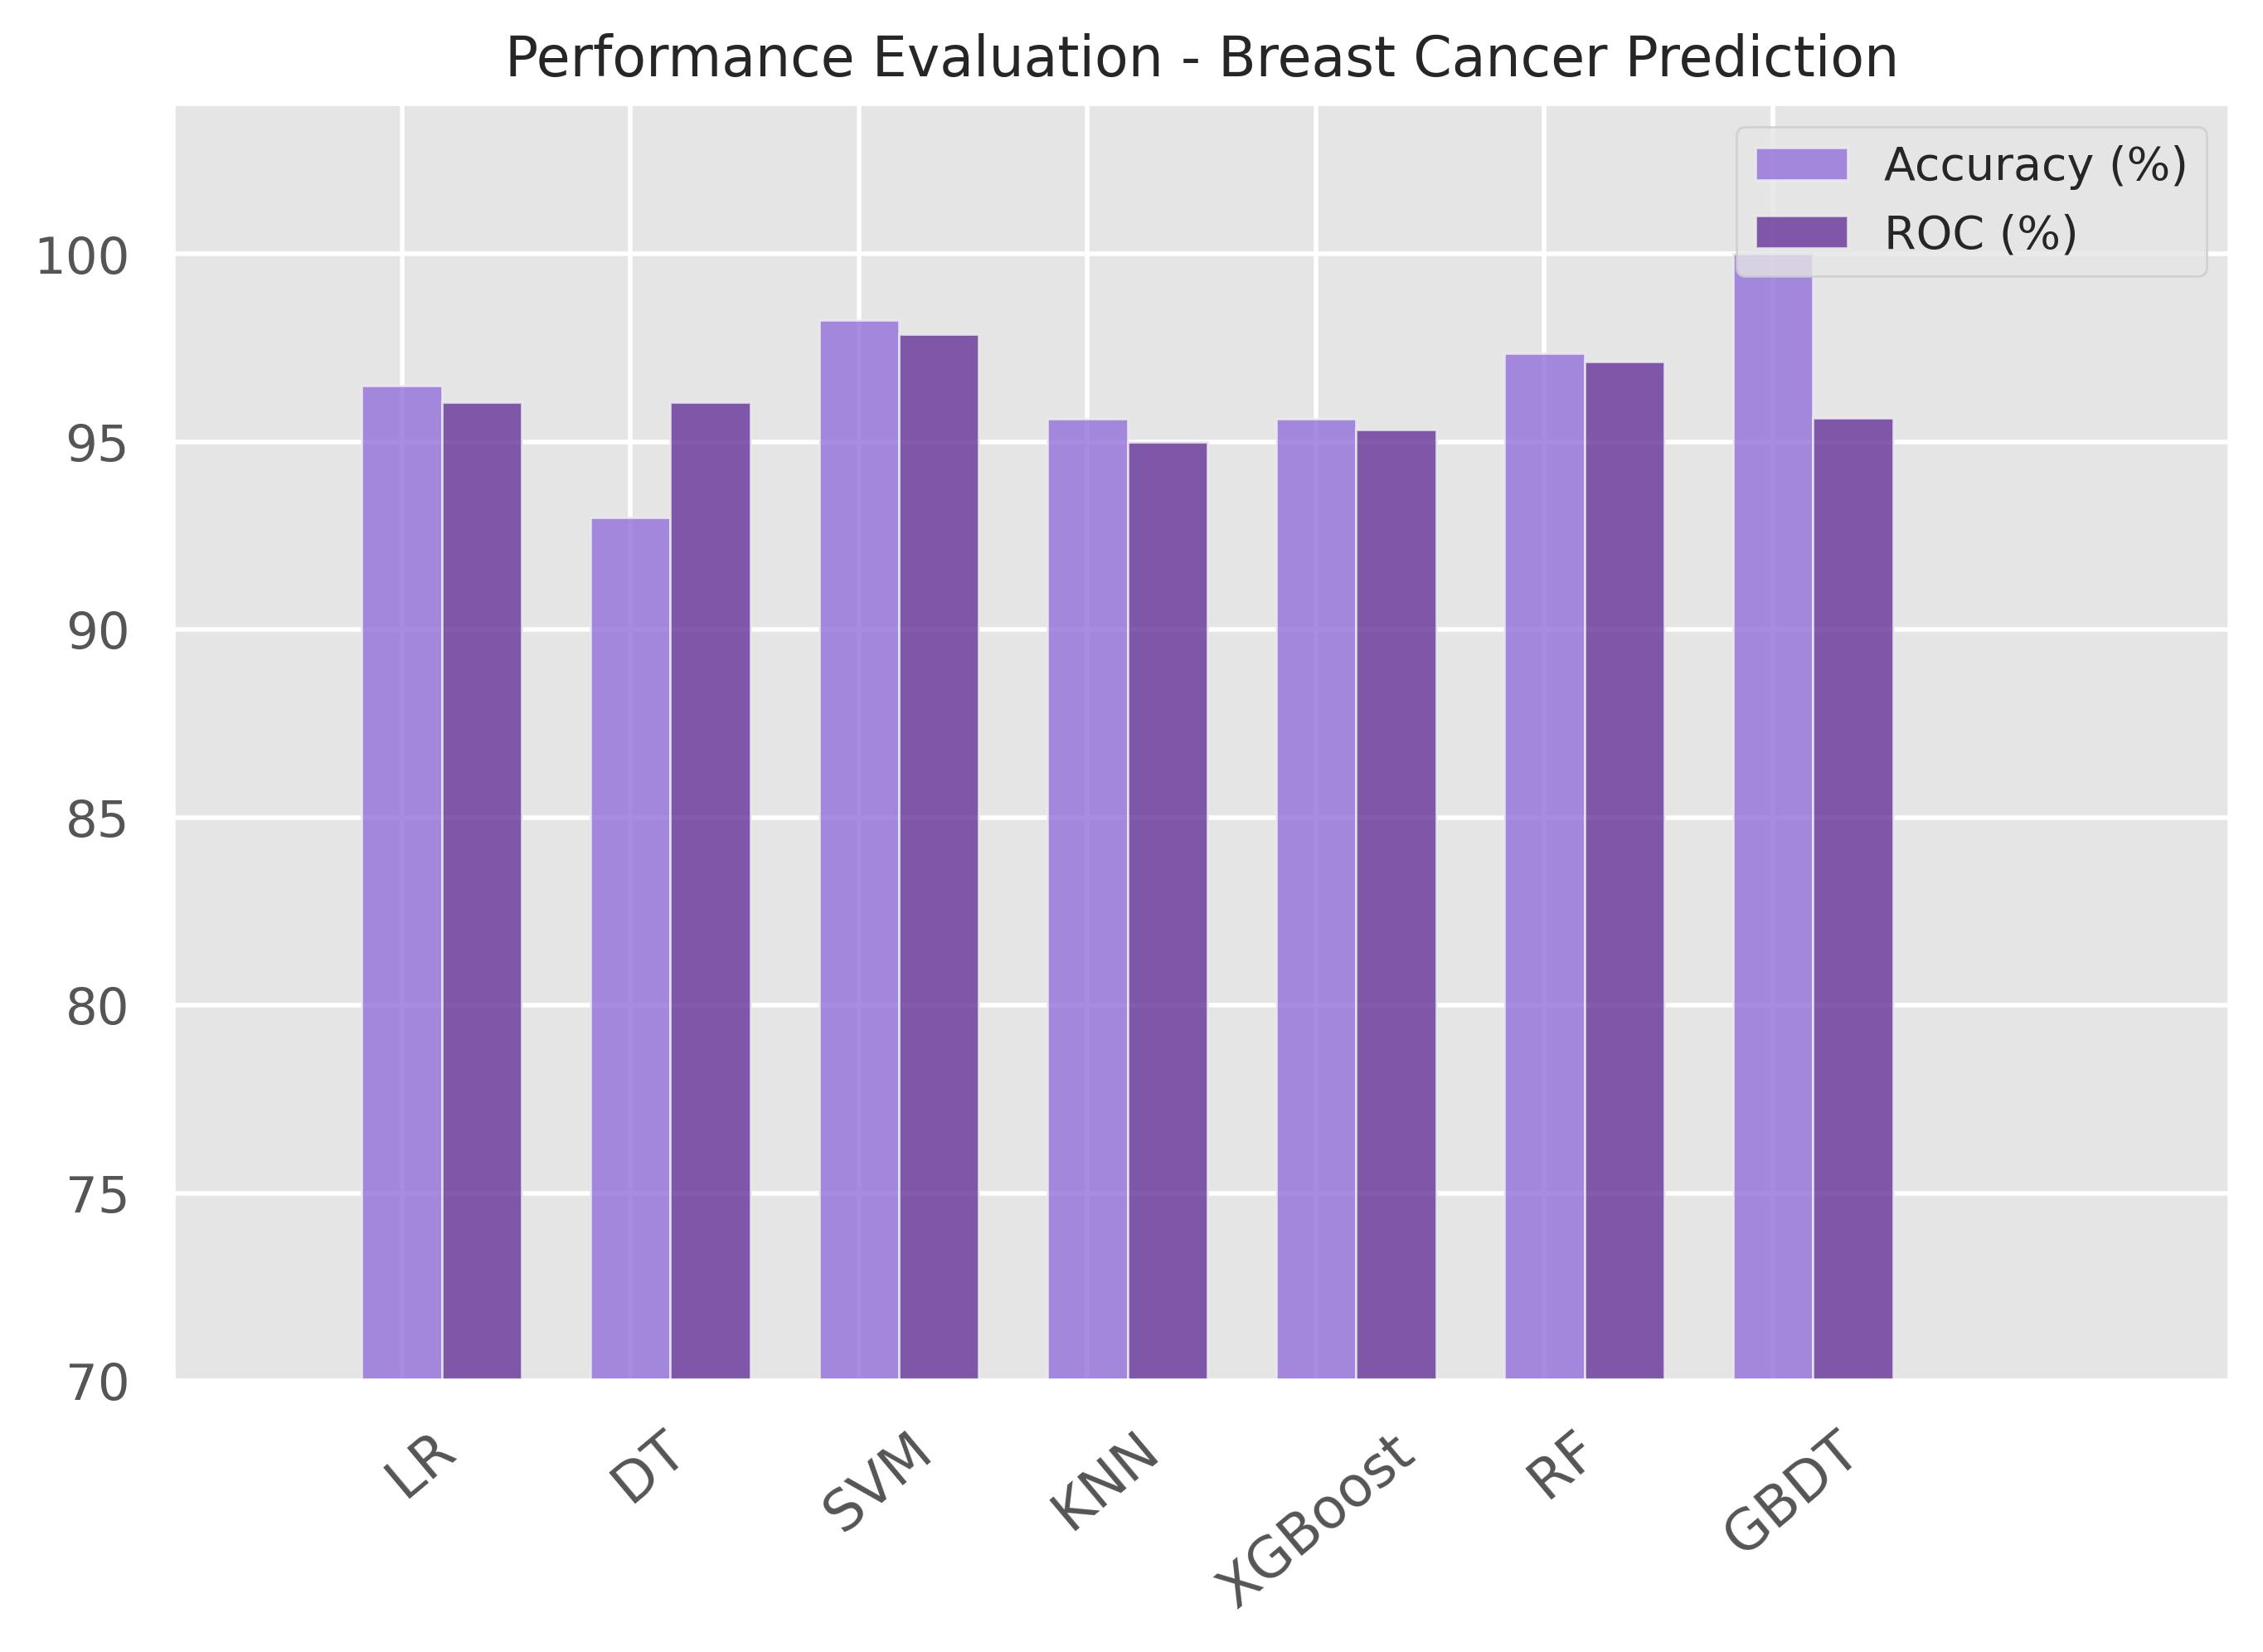 Performance Evaluation - Breast Cancer Prediction
Accuracy (%)
ROC (%)
100
95
90
85
80
75
70
LR
DT
SVM
KNN
XGBoost
RF
GBDT